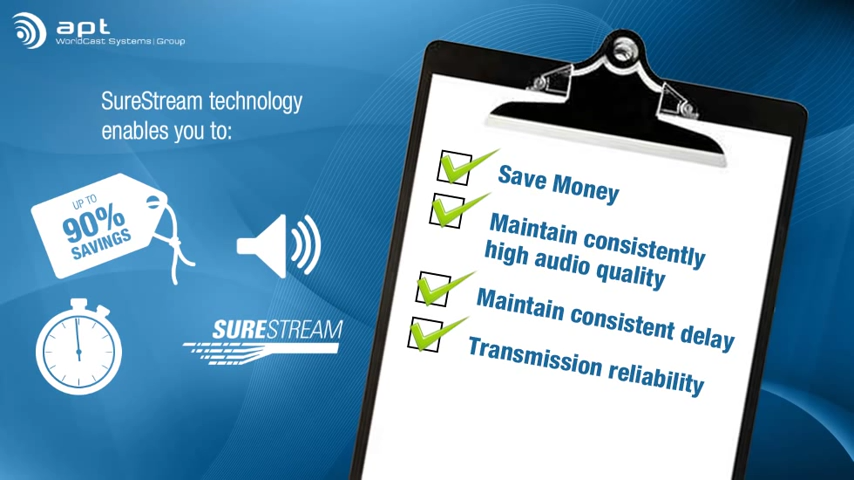 apt
WorldCast Systems | Group
SureStream technology
enables you to:
UP TO
90%
SAVINGS
SURESTREAM
Save Money
Maintain consistently
high audio quality
Maintain consistent delay
Transmission reliability